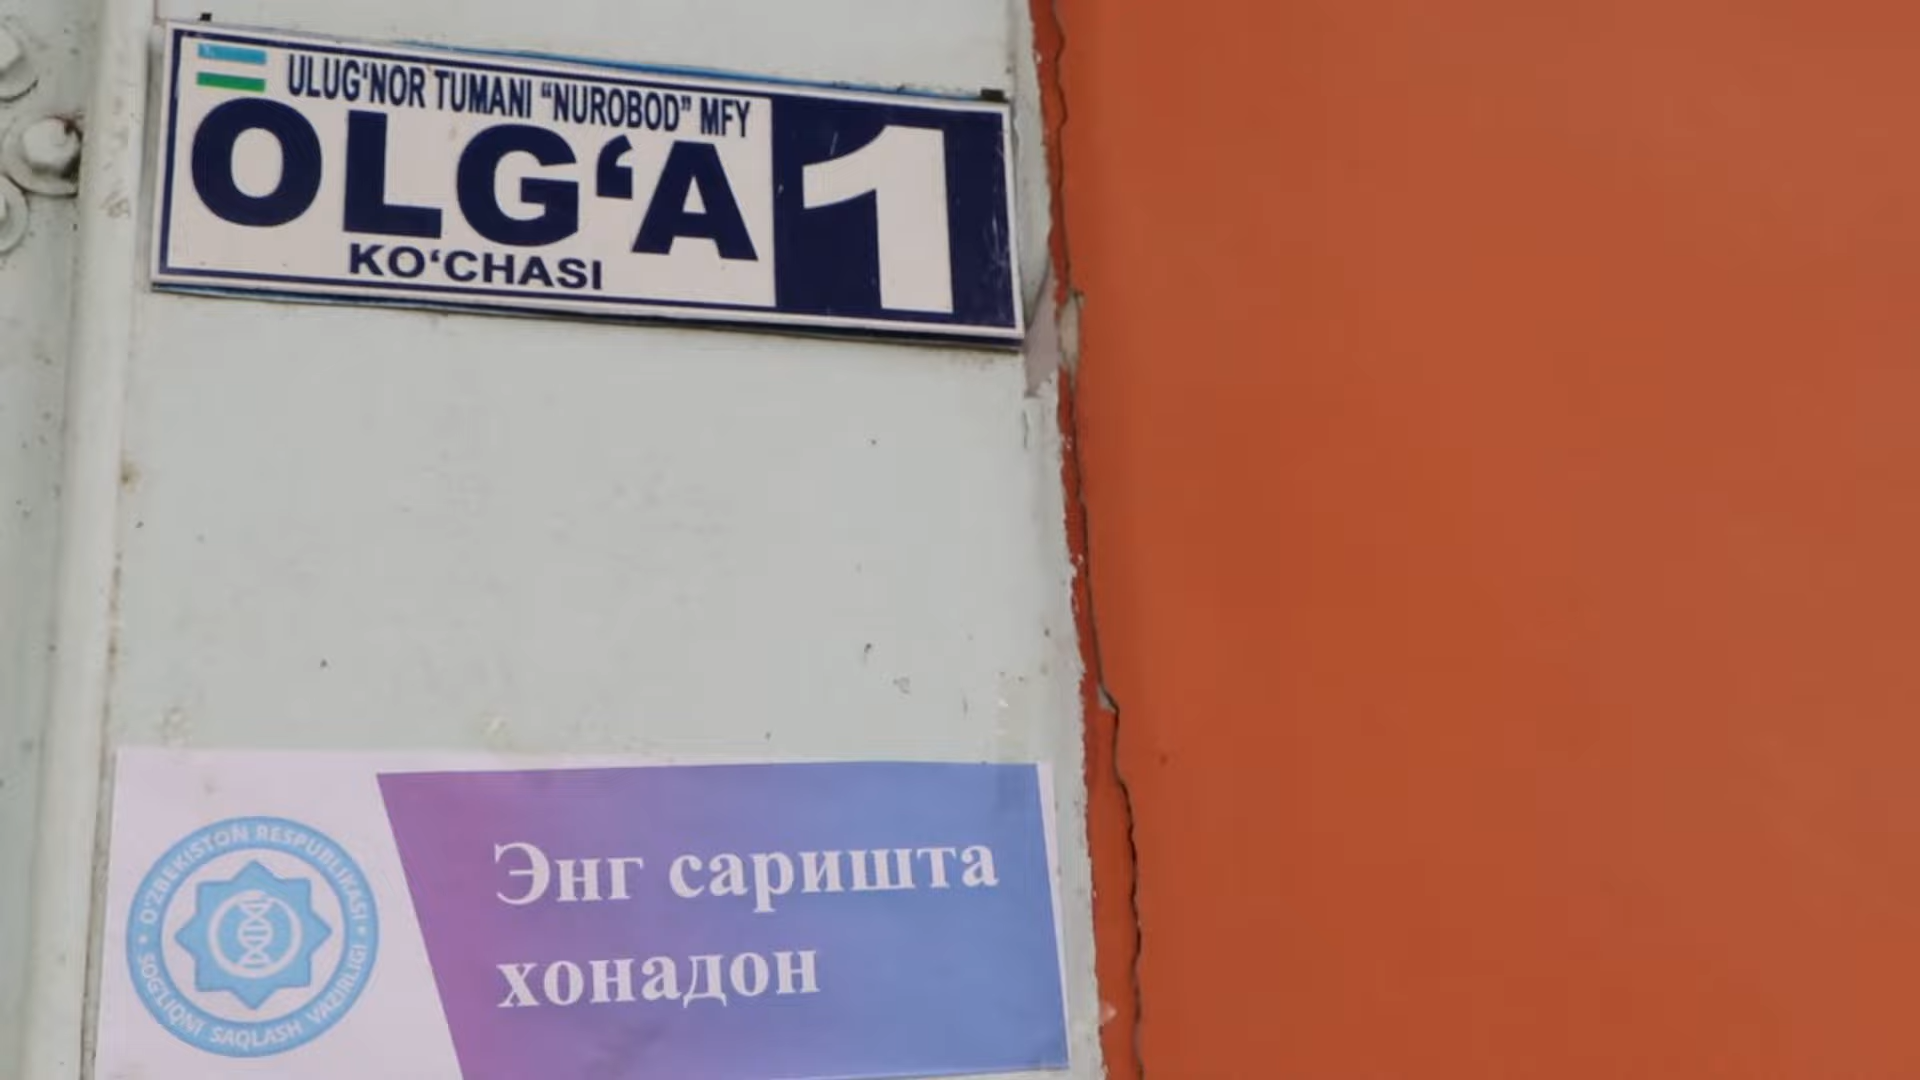 ULUG‘NOR TUMANI “NUROBOD” MFY
OLG‘A
KO‘CHASI
1
O‘ZBEKISTON RESPUBLIKASI
SOG‘LIQNI SAQLASH VAZIRLIGI
Энг саришта
хонадон